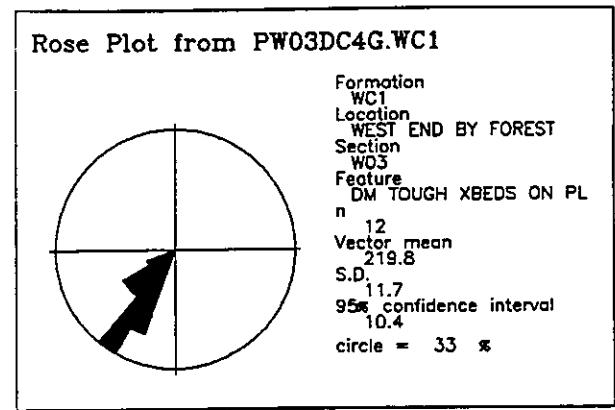 Rose Plot from PW03DC4G.WC1
Formation
WC1
Location
WEST END BY FOREST
Section
W03
Feature
DM TOUGH XBEDS ON PL
n
12
Vector mean
219.8
S.D.
11.7
95% confidence interval
10.4
circle = 33 %